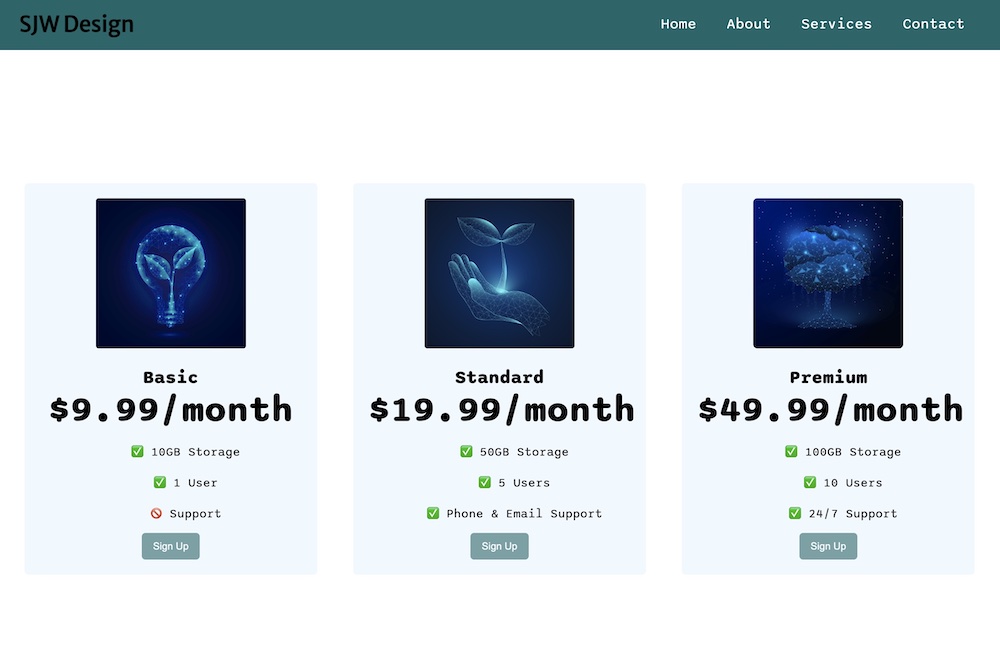 SJW Design
Home About Services Contact
Basic
$9.99/month
✅ 10GB Storage
✅ 1 User
🚫 Support
Sign Up
Standard
$19.99/month
✅ 50GB Storage
✅ 5 Users
✅ Phone & Email Support
Sign Up
Premium
$49.99/month
✅ 100GB Storage
✅ 10 Users
✅ 24/7 Support
Sign Up